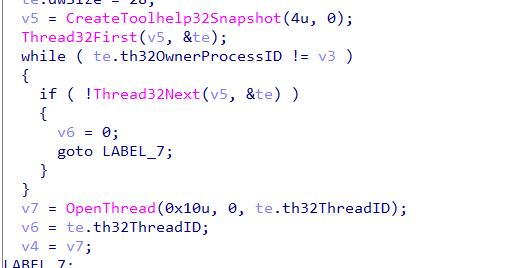 te.dwSize = 28;
v5 = CreateToolhelp32Snapshot(4u, 0);
Thread32First(v5, &te);
while ( te.th32OwnerProcessID != v3 )
{
if ( !Thread32Next(v5, &te) )
{
v6 = 0;
goto LABEL_7;
}
}
v7 = OpenThread(0x10u, 0, te.th32ThreadID);
v6 = te.th32ThreadID;
v4 = v7;
LABEL_7: